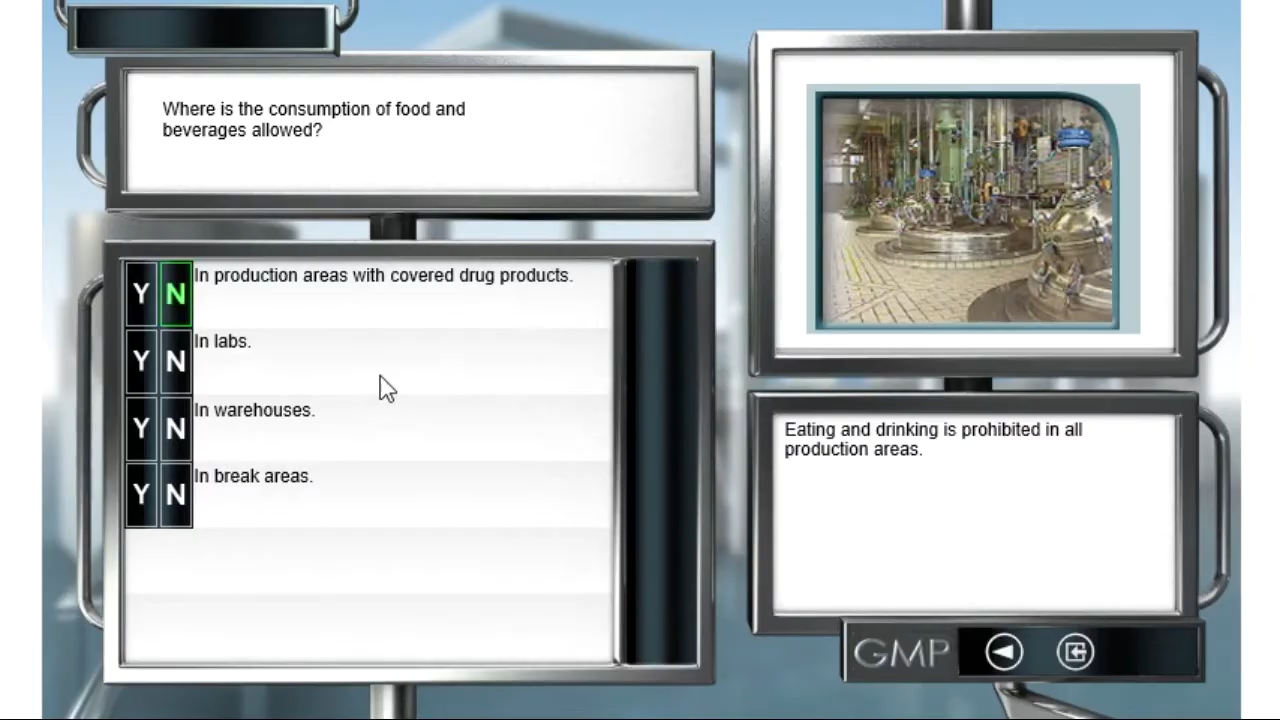 Where is the consumption of food and
beverages allowed?
Y N In production areas with covered drug products.
Y N In labs.
Y N In warehouses.
Y N In break areas.
Eating and drinking is prohibited in all
production areas.
GMP